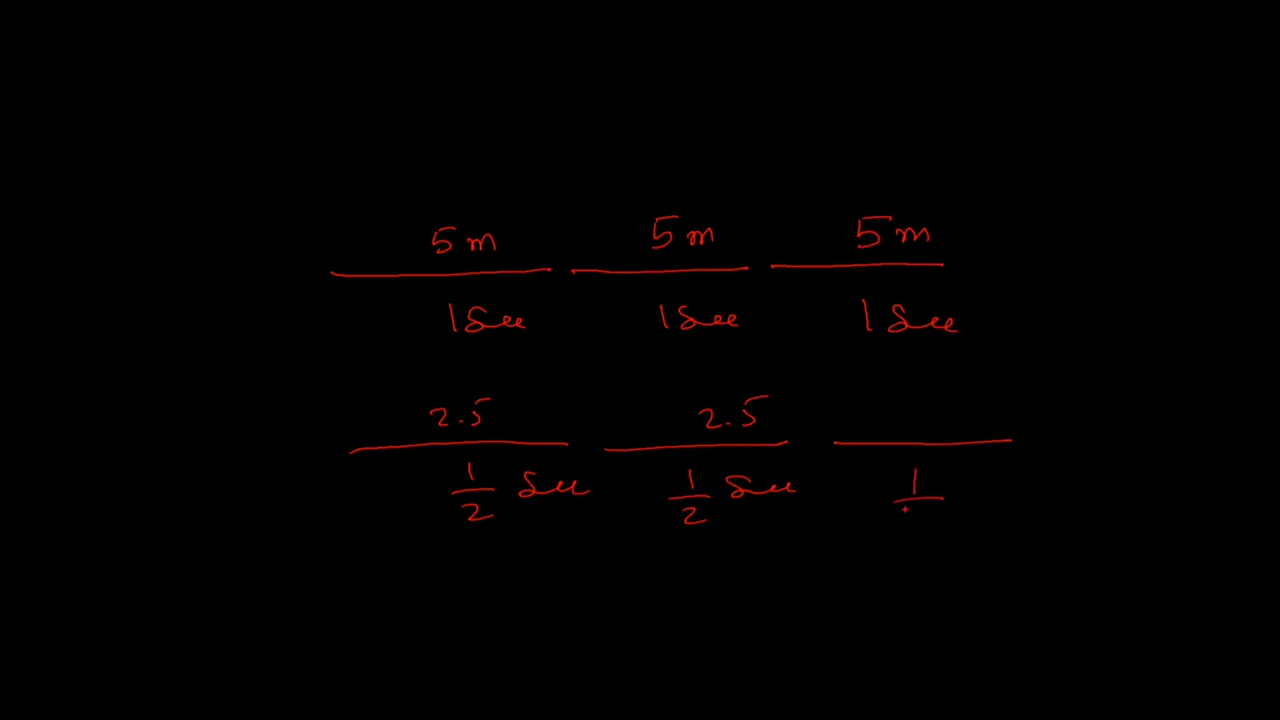 5 m 5 m 5 m
1 Sec 1 Sec 1 Sec
2.5 2.5
1/2 Sec 1/2 Sec 1